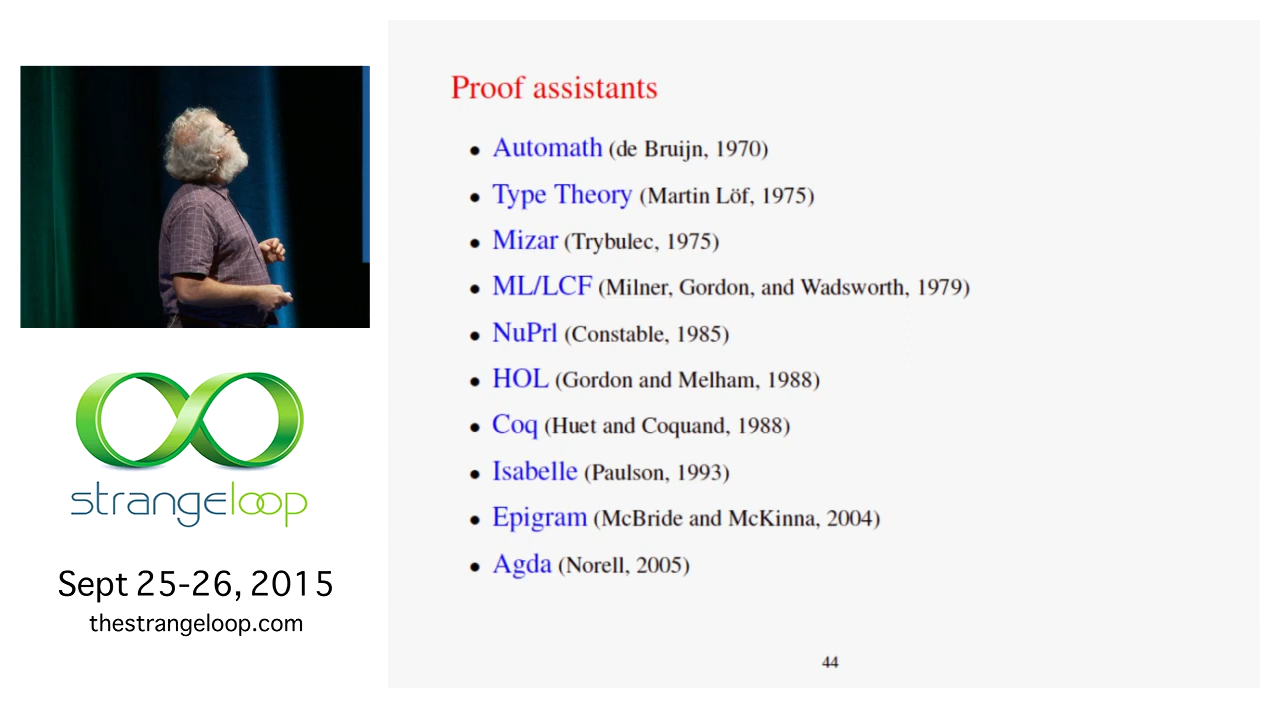 Proof assistants
• Automath (de Bruijn, 1970)
• Type Theory (Martin Löf, 1975)
• Mizar (Trybulec, 1975)
• ML/LCF (Milner, Gordon, and Wadsworth, 1979)
• NuPrl (Constable, 1985)
• HOL (Gordon and Melham, 1988)
• Coq (Huet and Coquand, 1988)
• Isabelle (Paulson, 1993)
• Epigram (McBride and McKinna, 2004)
• Agda (Norell, 2005)
44
strangeloop
Sept 25-26, 2015
thestrangeloop.com